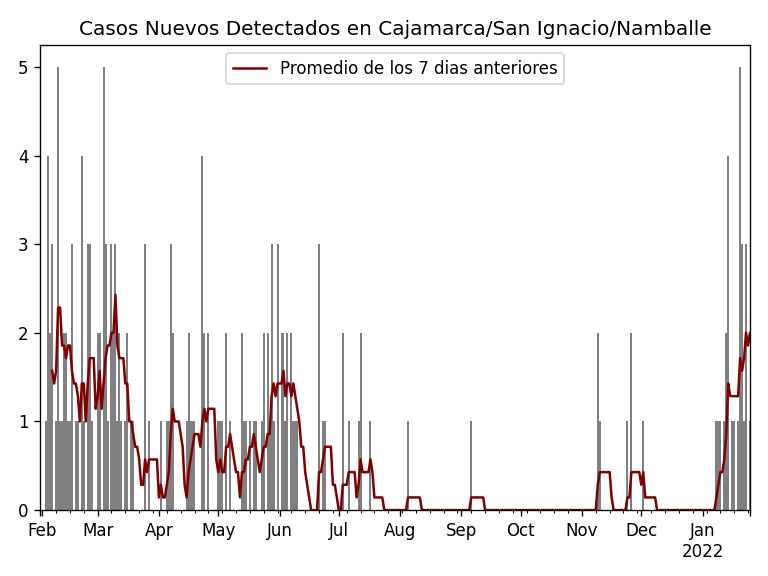 Casos Nuevos Detectados en Cajamarca/San Ignacio/Namballe
Promedio de los 7 dias anteriores
5
4
3
2
1
0
Feb Mar Apr May Jun Jul Aug Sep Oct Nov Dec Jan
2022